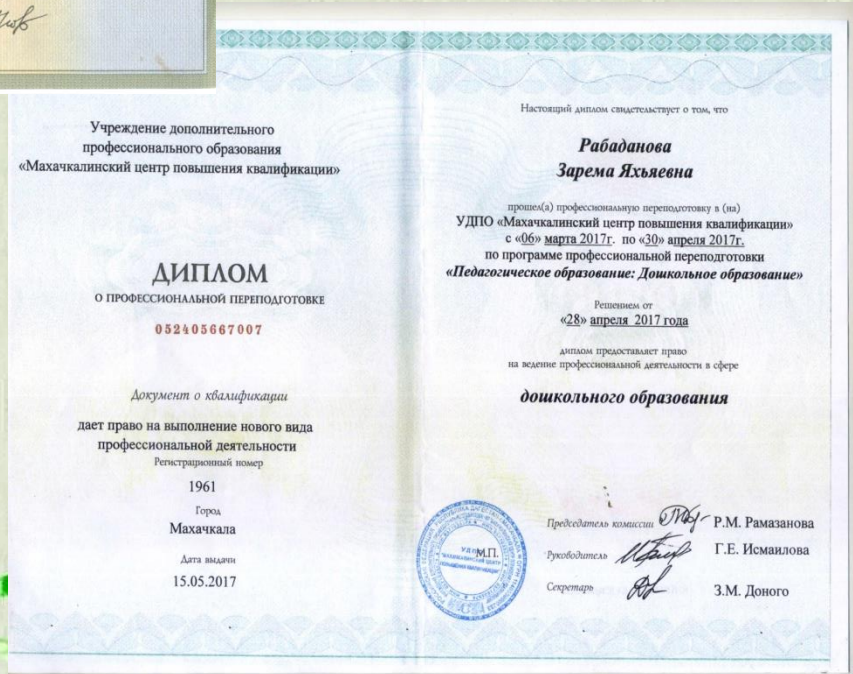 Учреждение дополнительного
профессионального образования
«Махачкалинский центр повышения квалификации»
ДИПЛОМ
О ПРОФЕССИОНАЛЬНОЙ ПЕРЕПОДГОТОВКЕ
052405667007
Документ о квалификации
дает право на выполнение нового вида
профессиональной деятельности
Регистрационный номер
1961
Город
Махачкала
Дата выдачи
15.05.2017
Настоящий диплом свидетельствует о том, что
Рабаданова
Зарема Яхъяевна
прошел(а) профессиональную переподготовку в (на)
УДПО «Махачкалинский центр повышения квалификации»
с «06» марта 2017г. по «30» апреля 2017г.
по программе профессиональной переподготовки
«Педагогическое образование: Дошкольное образование»
Решением от
«28» апреля 2017 года
диплом предоставляет право
на ведение профессиональной деятельности в сфере
дошкольного образования
М.П.
Председатель комиссии Р.М. Рамазанова
Руководитель Г.Е. Исмаилова
Секретарь З.М. Доного